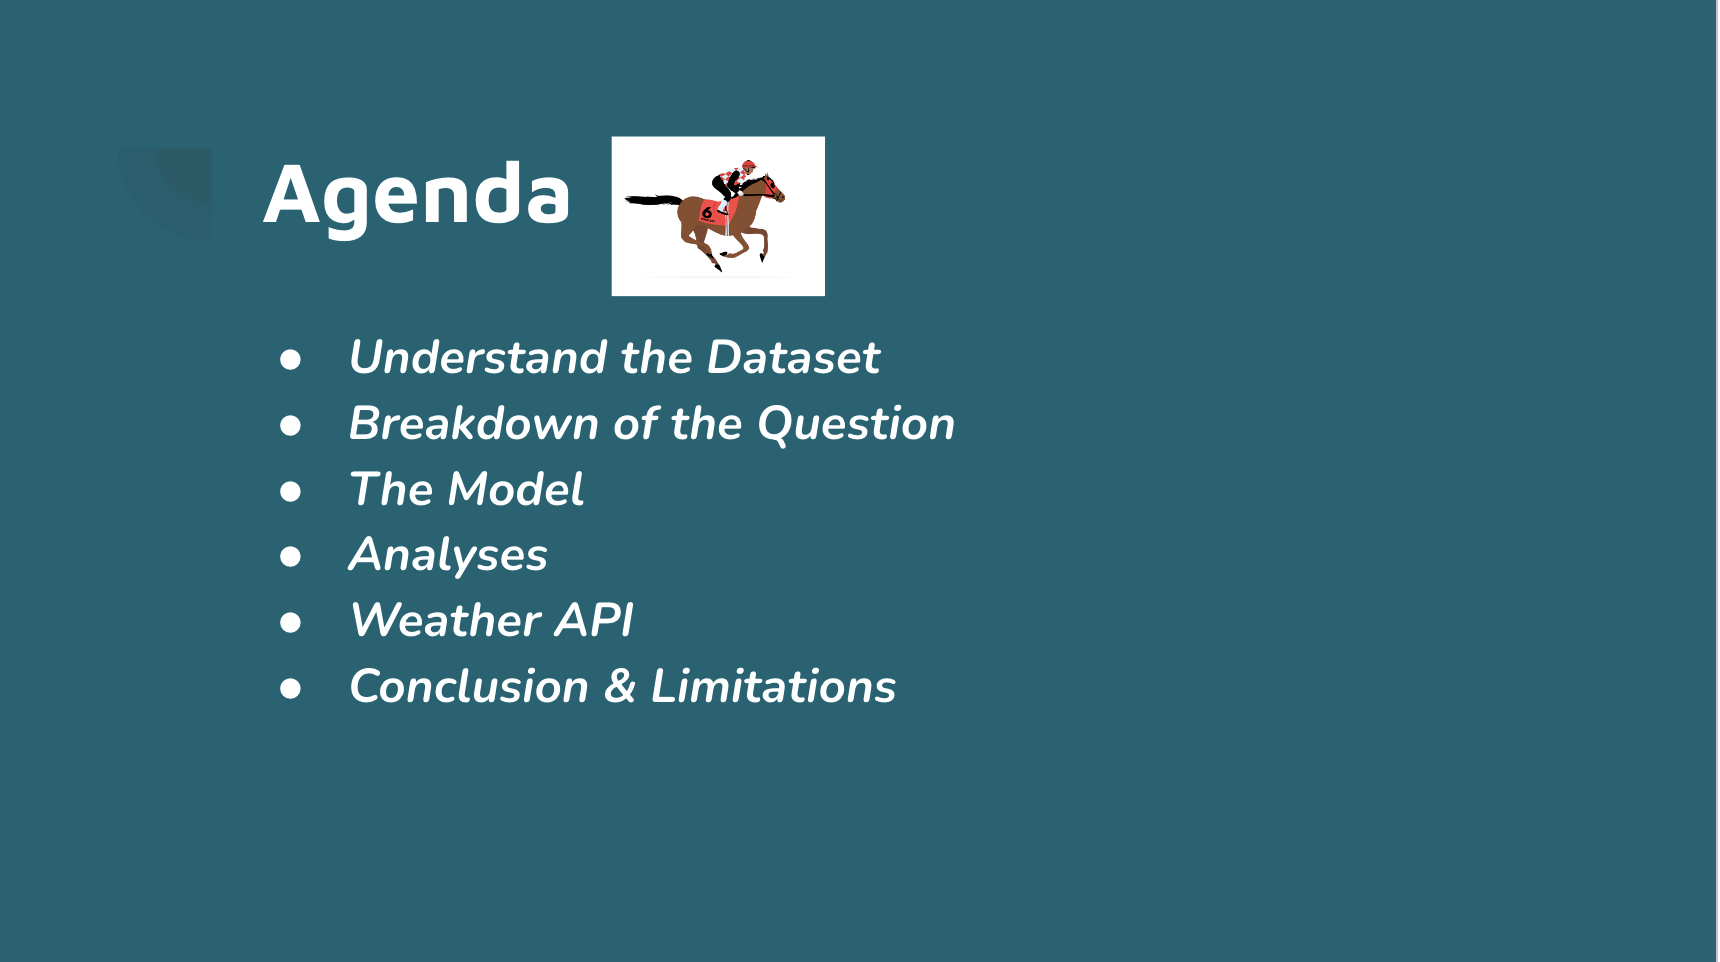 Agenda
6
● Understand the Dataset
● Breakdown of the Question
● The Model
● Analyses
● Weather API
● Conclusion & Limitations